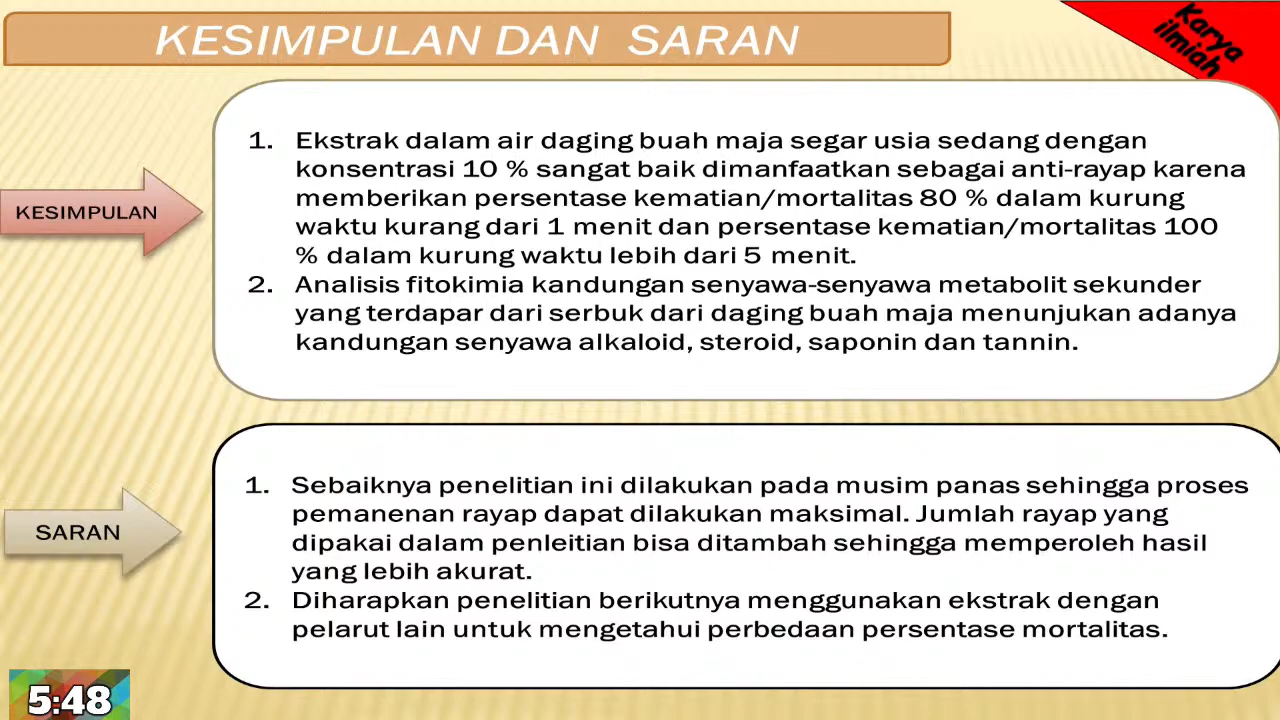 KESIMPULAN DAN SARAN
Karya
ilmiah
KESIMPULAN
1. Ekstrak dalam air daging buah maja segar usia sedang dengan
konsentrasi 10 % sangat baik dimanfaatkan sebagai anti-rayap karena
memberikan persentase kematian/mortalitas 80 % dalam kurung
waktu kurang dari 1 menit dan persentase kematian/mortalitas 100
% dalam kurung waktu lebih dari 5 menit.
2. Analisis fitokimia kandungan senyawa-senyawa metabolit sekunder
yang terdapar dari serbuk dari daging buah maja menunjukan adanya
kandungan senyawa alkaloid, steroid, saponin dan tannin.
SARAN
1. Sebaiknya penelitian ini dilakukan pada musim panas sehingga proses
pemanenan rayap dapat dilakukan maksimal. Jumlah rayap yang
dipakai dalam penleitian bisa ditambah sehingga memperoleh hasil
yang lebih akurat.
2. Diharapkan penelitian berikutnya menggunakan ekstrak dengan
pelarut lain untuk mengetahui perbedaan persentase mortalitas.
5:48